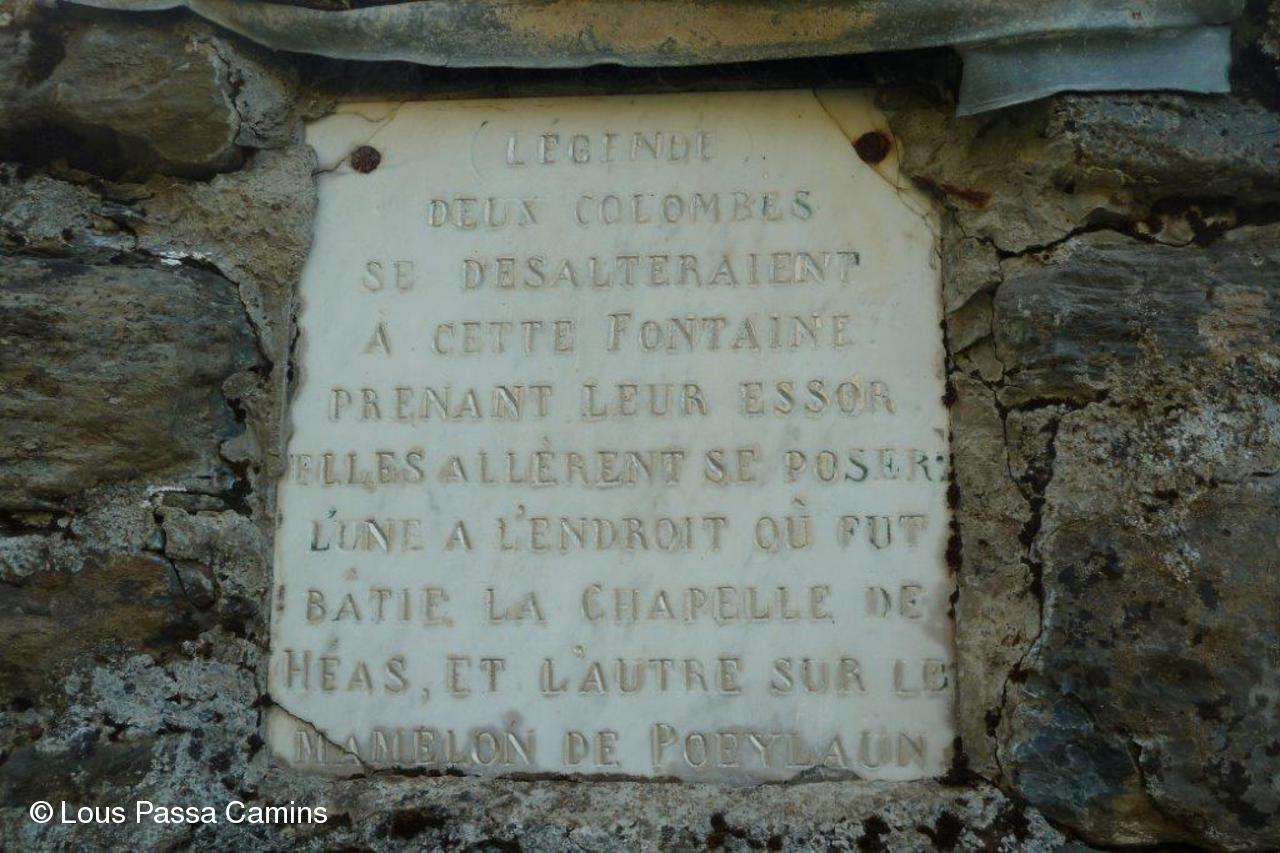 LÉGENDE
DEUX COLOMBES
SE DÉSALTERAIENT
À CETTE FONTAINE
PRENANT LEUR ESSOR
ELLES ALLÈRENT SE POSER:
L'UNE A L'ENDROIT OÙ FUT
BÂTIE LA CHAPELLE DE
HÉAS, ET L'AUTRE SUR LE
MAMELON DE POEYLAUN
© Lous Passa Camins